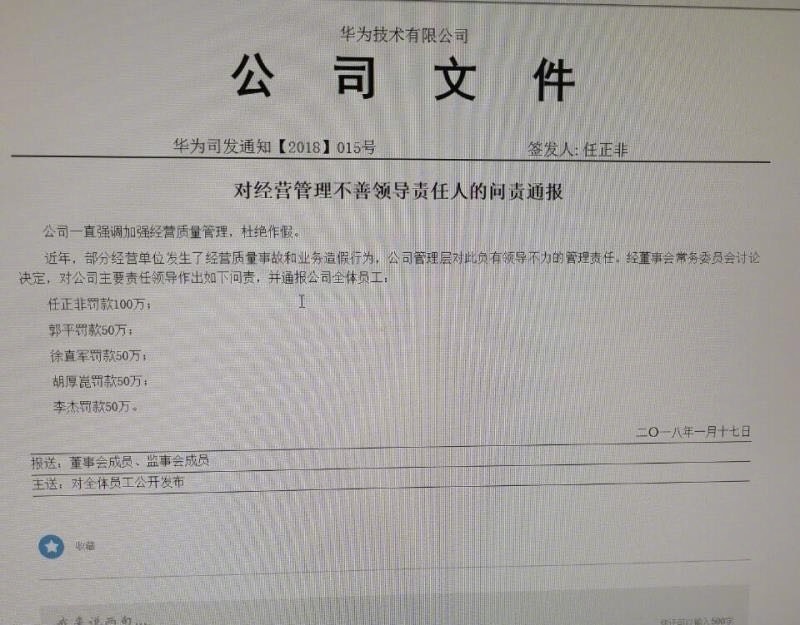 华为技术有限公司
公司文件
华为司发通知【2018】015号 签发人: 任正非
对经营管理不善领导责任人的问责通报
公司一直强调加强经营质量管理，杜绝作假。
近年，部分经营单位发生了经营质量事故和业务造假行为，公司管理层对此负有领导不力的管理责任。经董事会常务委员会讨论
决定，对公司主要责任领导作出如下问责，并通报公司全体员工：
任正非罚款100万；
郭平罚款50万；
徐直军罚款50万；
胡厚崑罚款50万；
李杰罚款50万。
二〇一八年一月十七日
报送：董事会成员、监事会成员
主送：对全体员工公开发布
收藏
我来说两句...